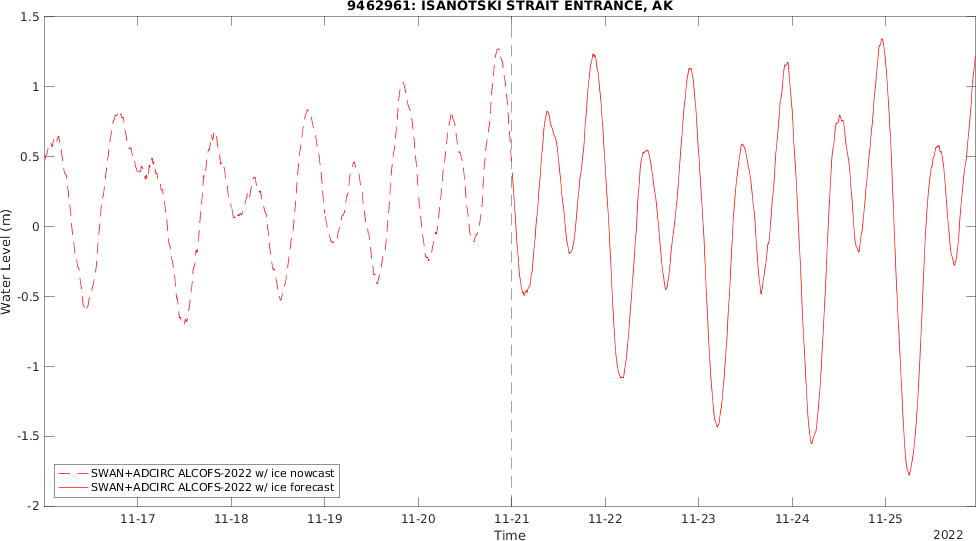 9462961: ISANOTSKI STRAIT ENTRANCE, AK
1.5
1
0.5
0
-0.5
-1
-1.5
-2
Water Level (m)
SWAN+ADCIRC ALCOFS-2022 w/ ice nowcast
SWAN+ADCIRC ALCOFS-2022 w/ ice forecast
11-17 11-18 11-19 11-20 11-21 11-22 11-23 11-24 11-25
Time
2022